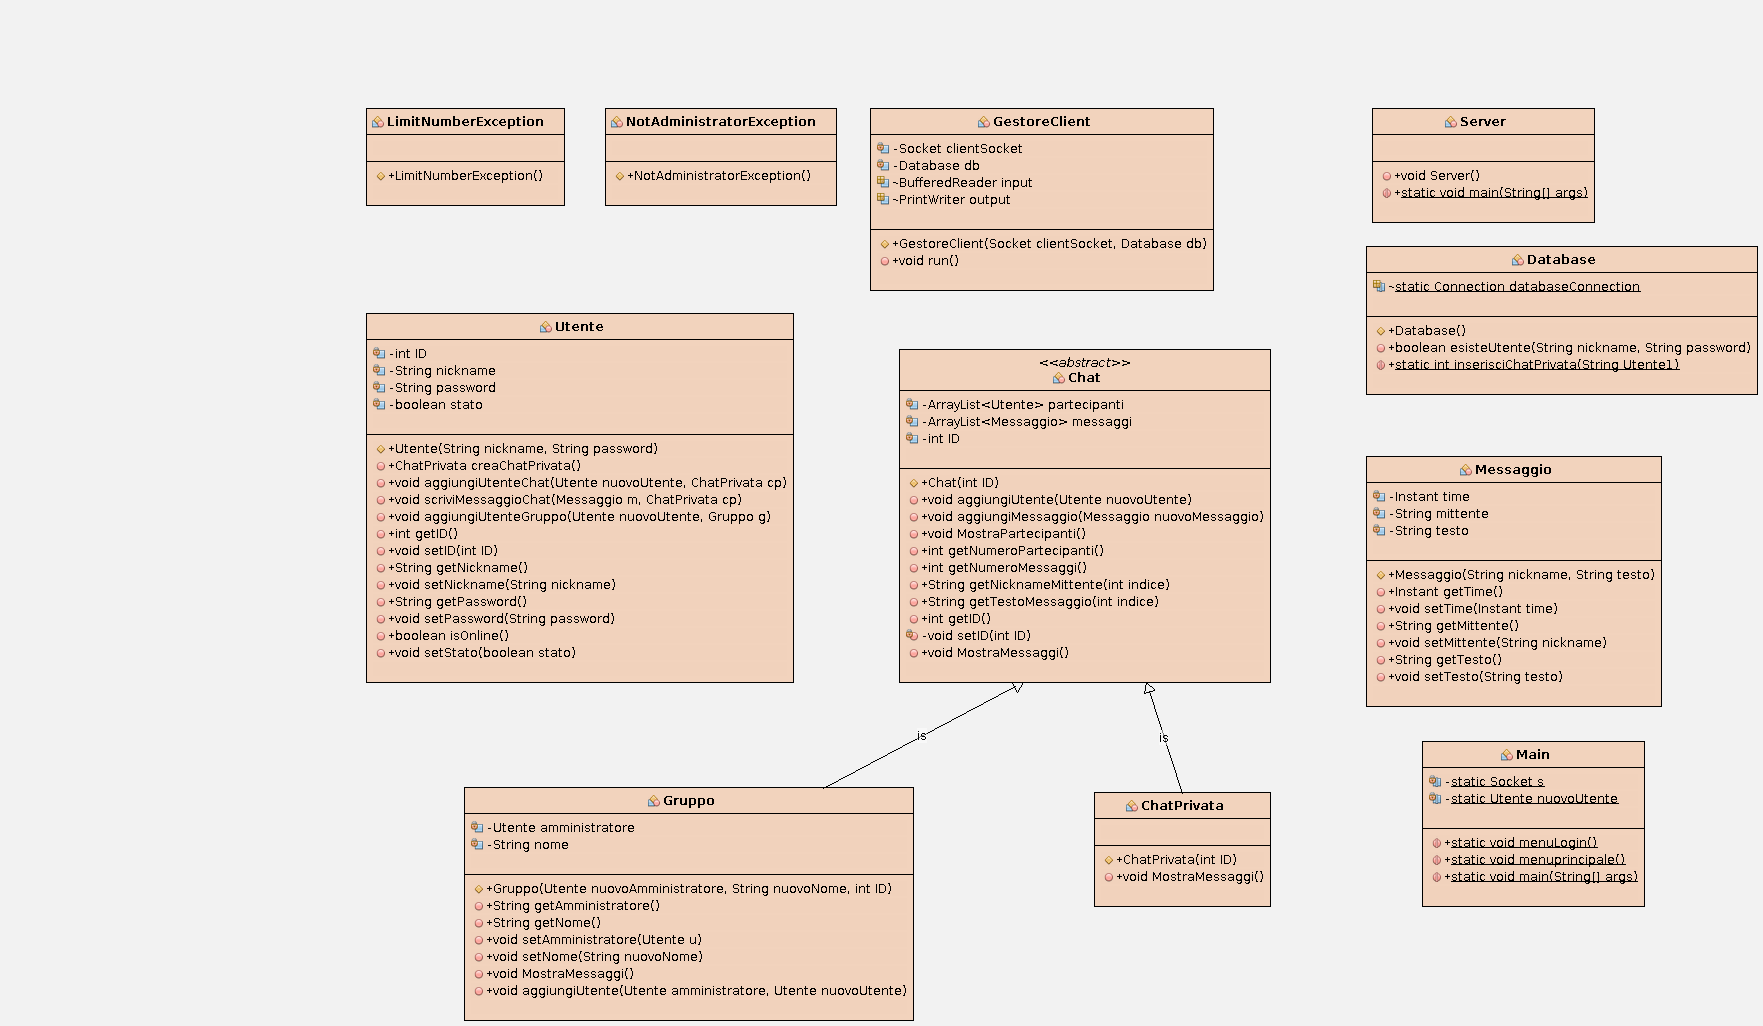 LimitNumberException
+LimitNumberException()
NotAdministratorException
+NotAdministratorException()
GestoreClient
-Socket clientSocket
-Database db
~BufferedReader input
~PrintWriter output
+GestoreClient(Socket clientSocket, Database db)
+void run()
Server
+void Server()
+static void main(String[] args)
Database
~static Connection databaseConnection
+Database()
+boolean esisteUtente(String nickname, String password)
+static int inserisciChatPrivata(String Utente1)
Utente
-int ID
-String nickname
-String password
-boolean stato
+Utente(String nickname, String password)
+ChatPrivata creaChatPrivata()
+void aggiungiUtenteChat(Utente nuovoUtente, ChatPrivata cp)
+void scriviMessaggioChat(Messaggio m, ChatPrivata cp)
+void aggiungiUtenteGruppo(Utente nuovoUtente, Gruppo g)
+int getID()
+void setID(int ID)
+String getNickname()
+void setNickname(String nickname)
+String getPassword()
+void setPassword(String password)
+boolean isOnline()
+void setStato(boolean stato)
<<abstract>>
Chat
-ArrayList<Utente> partecipanti
-ArrayList<Messaggio> messaggi
-int ID
+Chat(int ID)
+void aggiungiUtente(Utente nuovoUtente)
+void aggiungiMessaggio(Messaggio nuovoMessaggio)
+void MostraPartecipanti()
+int getNumeroPartecipanti()
+int getNumeroMessaggi()
+String getNicknameMittente(int indice)
+String getTestoMessaggio(int indice)
+int getID()
-void setID(int ID)
+void MostraMessaggi()
Messaggio
-Instant time
-String mittente
-String testo
+Messaggio(String nickname, String testo)
+Instant getTime()
+void setTime(Instant time)
+String getMittente()
+void setMittente(String nickname)
+String getTesto()
+void setTesto(String testo)
is
is
Main
-static Socket s
-static Utente nuovoUtente
+static void menuLogin()
+static void menuprincipale()
+static void main(String[] args)
Gruppo
-Utente amministratore
-String nome
+Gruppo(Utente nuovoAmministratore, String nuovoNome, int ID)
+String getAmministratore()
+String getNome()
+void setAmministratore(Utente u)
+void setNome(String nuovoNome)
+void MostraMessaggi()
+void aggiungiUtente(Utente amministratore, Utente nuovoUtente)
ChatPrivata
+ChatPrivata(int ID)
+void MostraMessaggi()